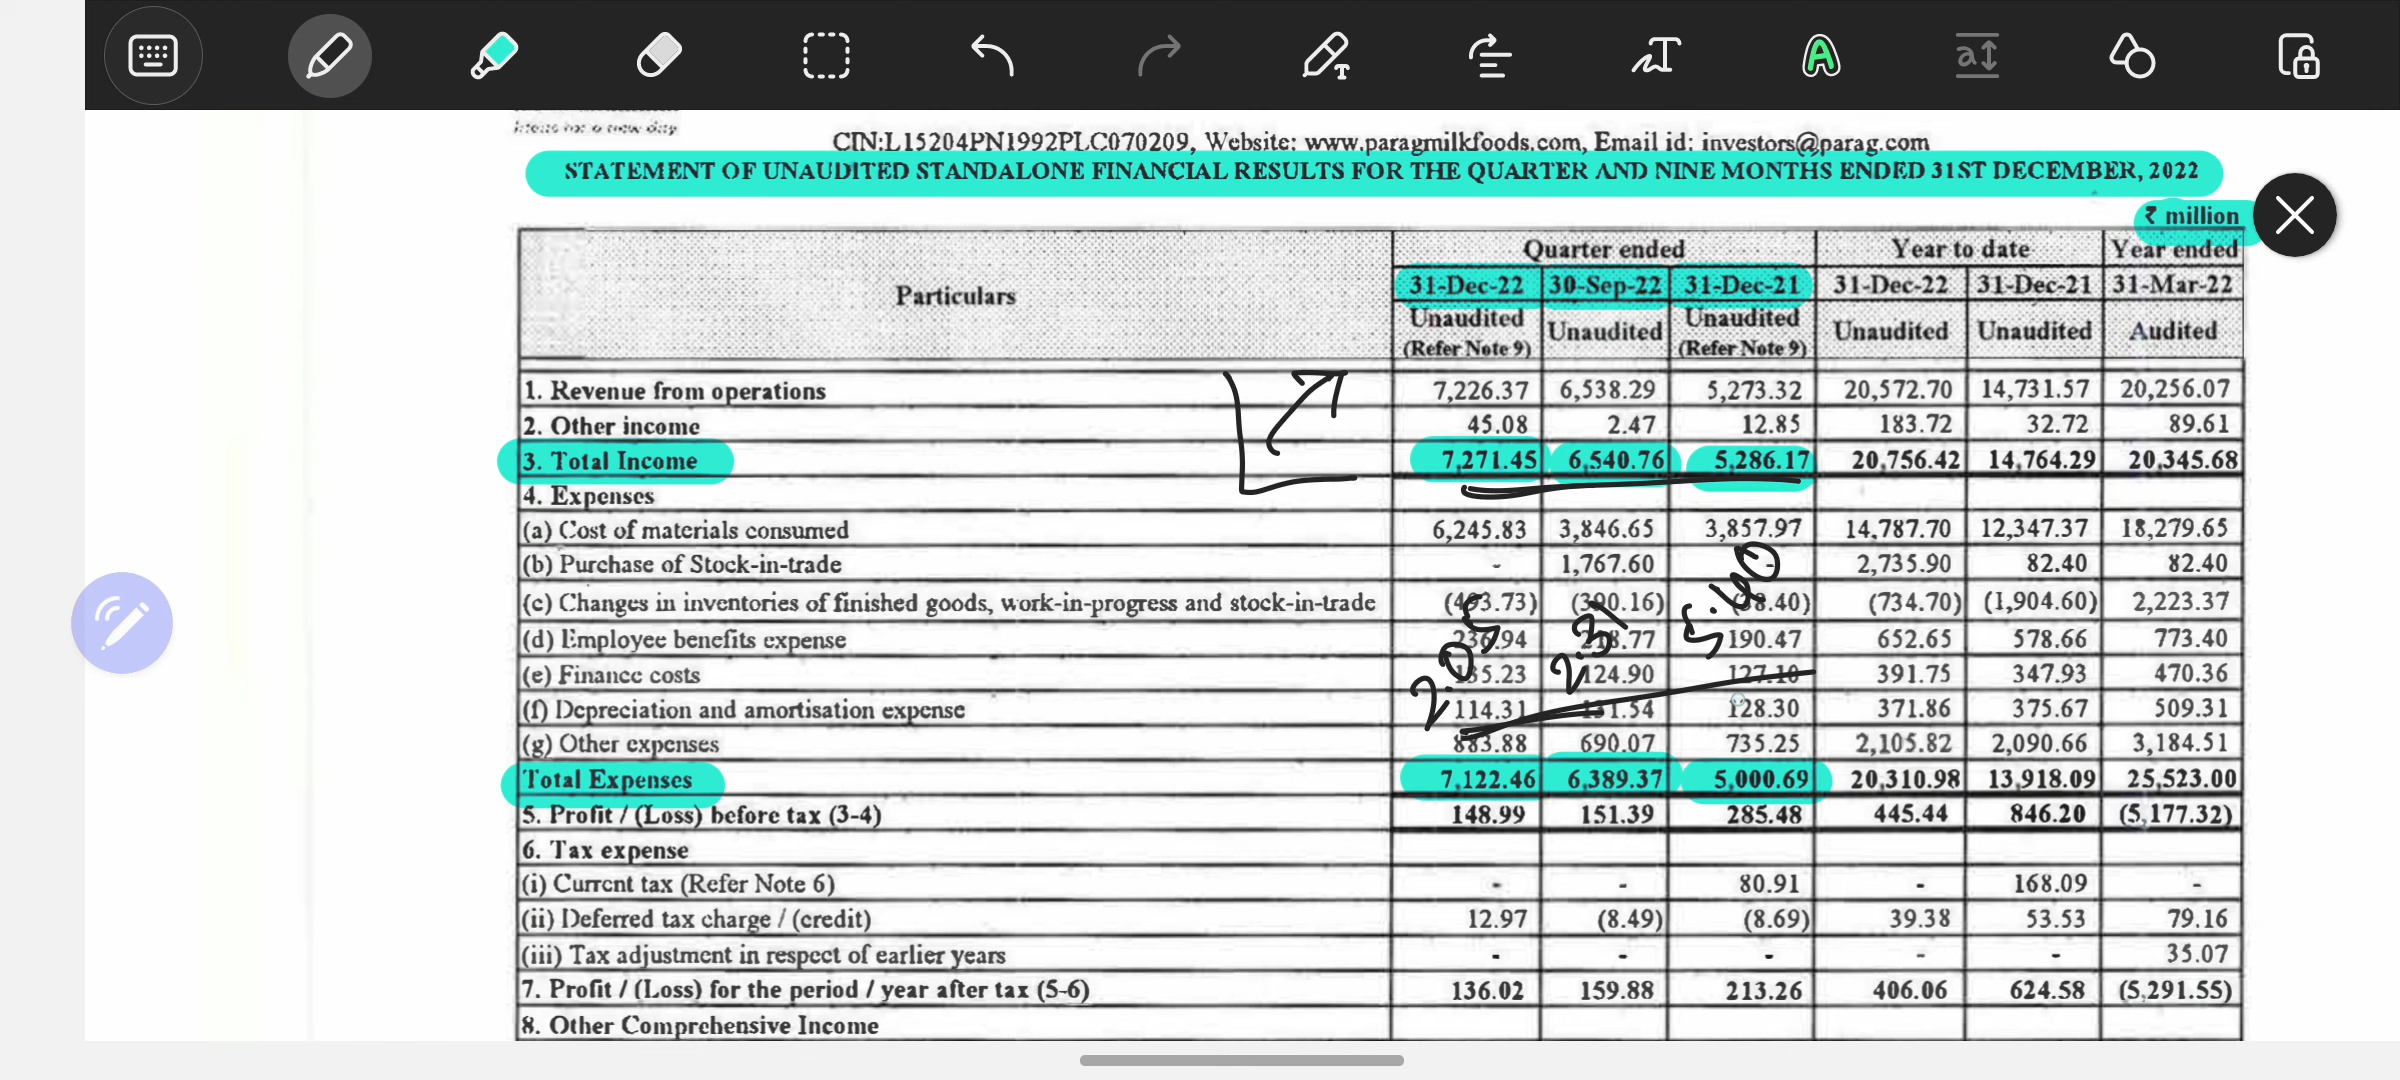 CIN:L15204PN1992PLC070209, Website: www.paragmilkfoods.com, Email id: investors@parag.com
STATEMENT OF UNAUDITED STANDALONE FINANCIAL RESULTS FOR THE QUARTER AND NINE MONTHS ENDED 31ST DECEMBER, 2022
₹ million
Particulars Quarter ended Year to date Year ended
31-Dec-22 30-Sep-22 31-Dec-21 31-Dec-22 31-Dec-21 31-Mar-22
Unaudited (Refer Note 9) Unaudited Unaudited (Refer Note 9) Unaudited Unaudited Audited
1. Revenue from operations 7,226.37 6,538.29 5,273.32 20,572.70 14,731.57 20,256.07
2. Other income 45.08 2.47 12.85 183.72 32.72 89.61
3. Total Income 7,271.45 6,540.76 5,286.17 20,756.42 14,764.29 20,345.68
4. Expenses
(a) Cost of materials consumed 6,245.83 3,846.65 3,857.97 14,787.70 12,347.37 18,279.65
(b) Purchase of Stock-in-trade - 1,767.60 - 2,735.90 82.40 82.40
(c) Changes in inventories of finished goods, work-in-progress and stock-in-trade (493.73) (390.16) (38.40) (734.70) (1,904.60) 2,223.37
(d) Employee benefits expense 236.94 218.77 190.47 652.65 578.66 773.40
(e) Finance costs 135.23 124.90 127.10 391.75 347.93 470.36
(f) Depreciation and amortisation expense 114.31 131.54 128.30 371.86 375.67 509.31
(g) Other expenses 883.88 690.07 735.25 2,105.82 2,090.66 3,184.51
2.05 2.31 5.40
Total Expenses 7,122.46 6,389.37 5,000.69 20,310.98 13,918.09 25,523.00
5. Profit / (Loss) before tax (3-4) 148.99 151.39 285.48 445.44 846.20 (5,177.32)
6. Tax expense
(i) Current tax (Refer Note 6) - - 80.91 - 168.09 -
(ii) Deferred tax charge / (credit) 12.97 (8.49) (8.69) 39.38 53.53 79.16
(iii) Tax adjustment in respect of earlier years - - - - - 35.07
7. Profit / (Loss) for the period / year after tax (5-6) 136.02 159.88 213.26 406.06 624.58 (5,291.55)
8. Other Comprehensive Income